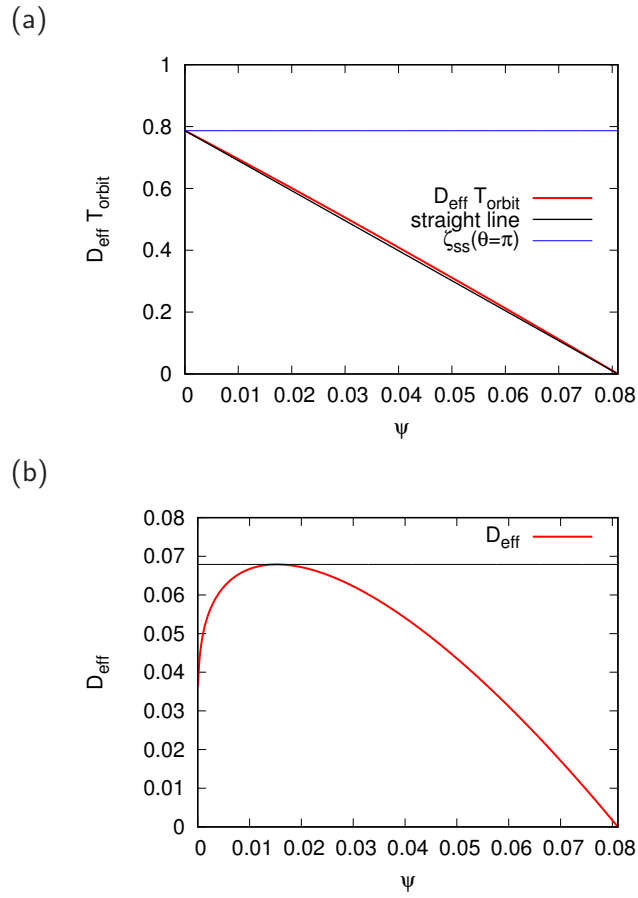 (a)
1
0.8
0.6
0.4
0.2
0
D_eff T_orbit
D_eff T_orbit
straight line
ζ_ss(θ=π)
0 0.01 0.02 0.03 0.04 0.05 0.06 0.07 0.08
ψ
(b)
0.08
0.07
0.06
0.05
0.04
0.03
0.02
0.01
0
D_eff
D_eff
0 0.01 0.02 0.03 0.04 0.05 0.06 0.07 0.08
ψ